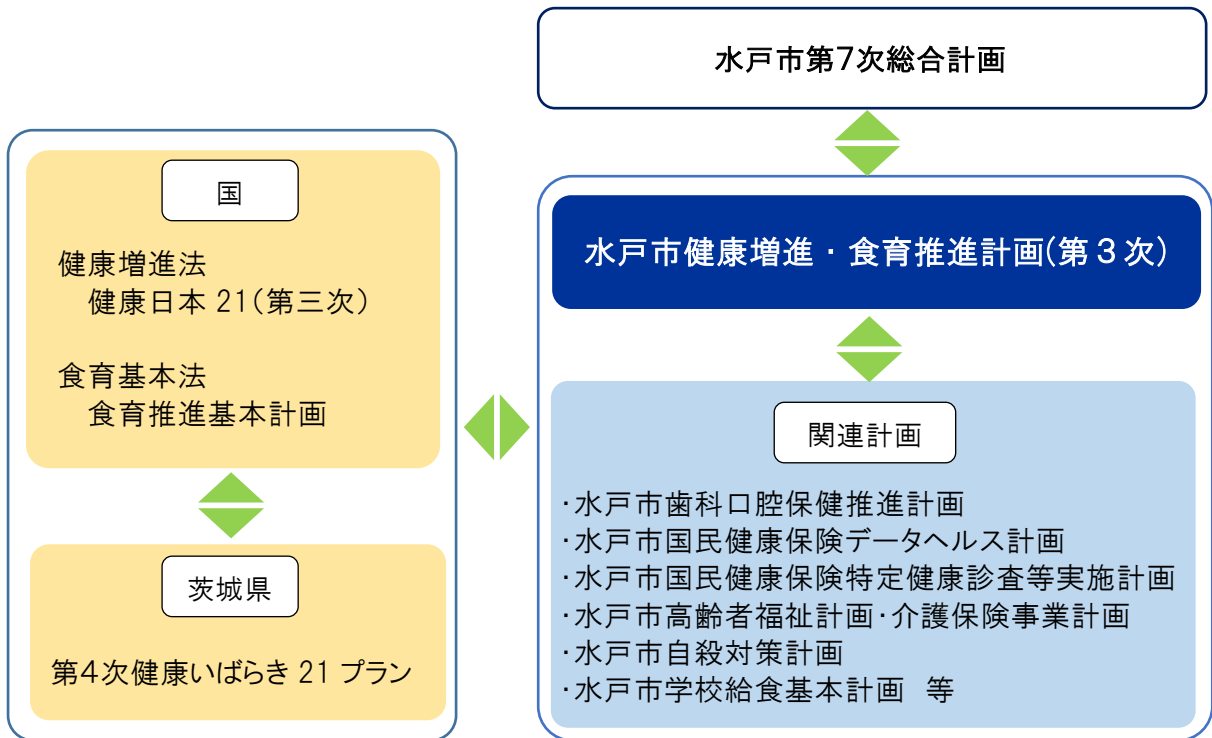 水戸市第7次総合計画
国
健康増進法
健康日本 21(第三次)
食育基本法
食育推進基本計画
茨城県
第4次健康いばらき 21 プラン
水戸市健康増進・食育推進計画(第3次)
関連計画
・水戸市歯科口腔保健推進計画
・水戸市国民健康保険データヘルス計画
・水戸市国民健康保険特定健康診査等実施計画
・水戸市高齢者福祉計画・介護保険事業計画
・水戸市自殺対策計画
・水戸市学校給食基本計画　等